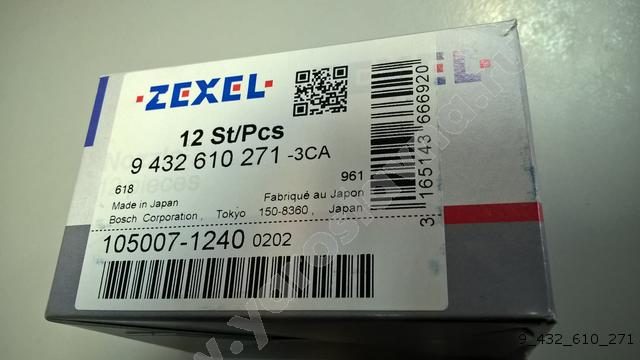 ZEXEL
12 St/Pcs
9 432 610 271 -3CA
618
961
Made in Japan
Fabriqué au Japon
Bosch Corporation, Tokyo 150-8360, Japan
105007-1240 0202
3 165143 666920
9_432_610_271